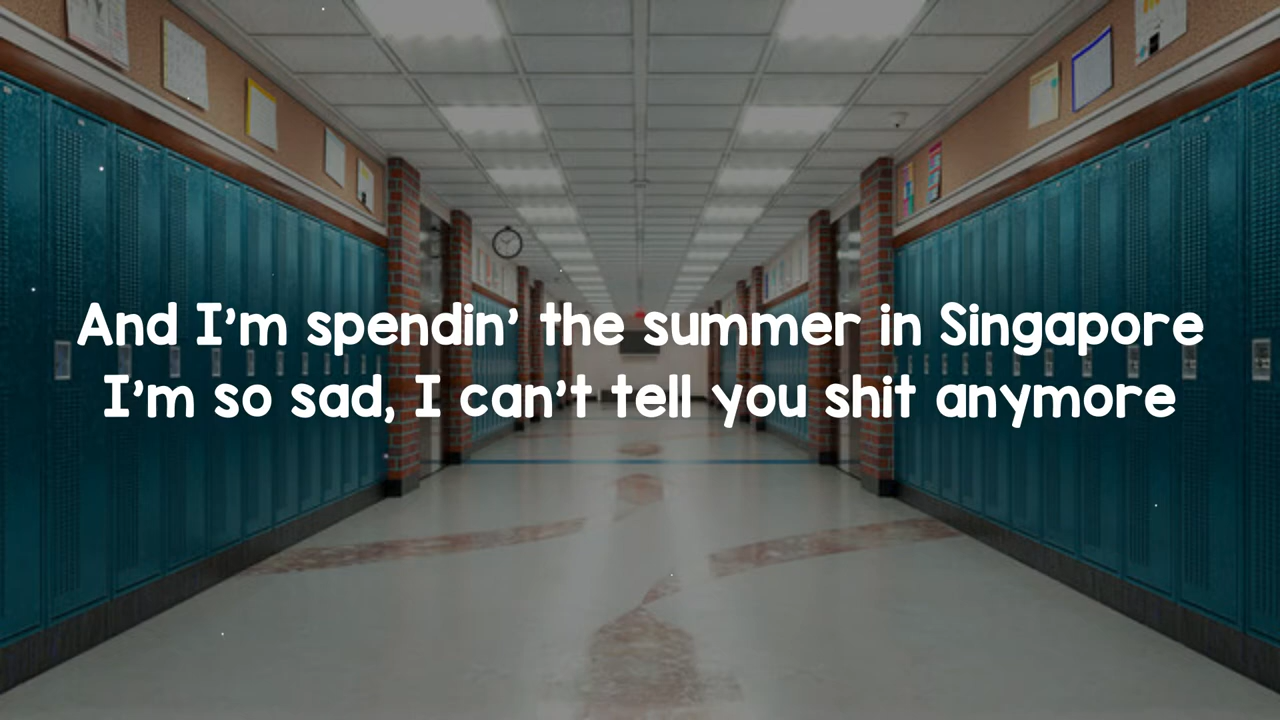 And I'm spendin' the summer in Singapore
I'm so sad, I can't tell you shit anymore